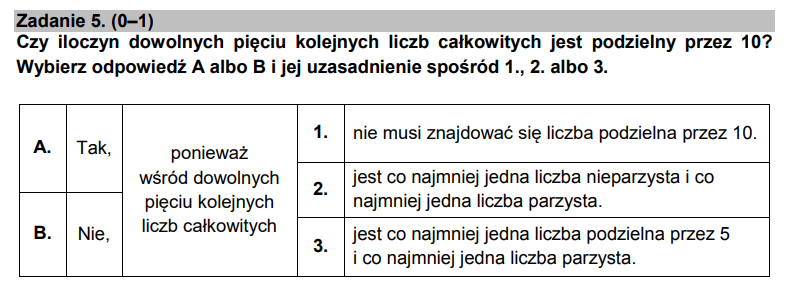 Zadanie 5. (0–1)
Czy iloczyn dowolnych pięciu kolejnych liczb całkowitych jest podzielny przez 10?
Wybierz odpowiedź A albo B i jej uzasadnienie spośród 1., 2. albo 3.
A.
Tak,
B.
Nie,
ponieważ
wśród dowolnych
pięciu kolejnych
liczb całkowitych
1.
nie musi znajdować się liczba podzielna przez 10.
2.
jest co najmniej jedna liczba nieparzysta i co
najmniej jedna liczba parzysta.
3.
jest co najmniej jedna liczba podzielna przez 5
i co najmniej jedna liczba parzysta.